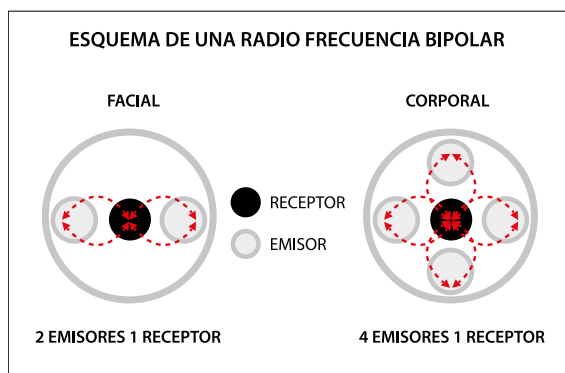 ESQUEMA DE UNA RADIO FRECUENCIA BIPOLAR
FACIAL
CORPORAL
RECEPTOR
EMISOR
2 EMISORES 1 RECEPTOR
4 EMISORES 1 RECEPTOR